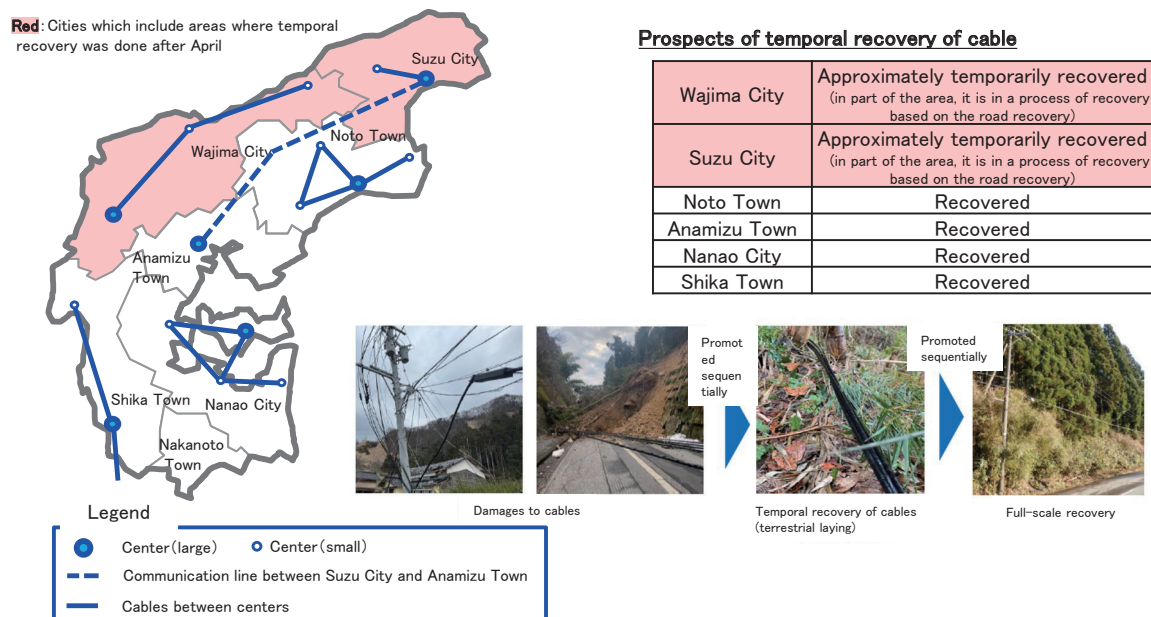 Red: Cities which include areas where temporal
recovery was done after April
Suzu City
Noto Town
Wajima City
Anamizu
Town
Shika Town
Nanao City
Nakanoto
Town
Legend
Center(large)
Center(small)
Communication line between Suzu City and Anamizu Town
Cables between centers
Prospects of temporal recovery of cable
Wajima City
Approximately temporarily recovered
(in part of the area, it is in a process of recovery
based on the road recovery)
Suzu City
Approximately temporarily recovered
(in part of the area, it is in a process of recovery
based on the road recovery)
Noto Town
Recovered
Anamizu Town
Recovered
Nanao City
Recovered
Shika Town
Recovered
Damages to cables
Promot
ed
sequen
tially
Temporal recovery of cables
(terrestrial laying)
Promoted
sequentially
Full-scale recovery